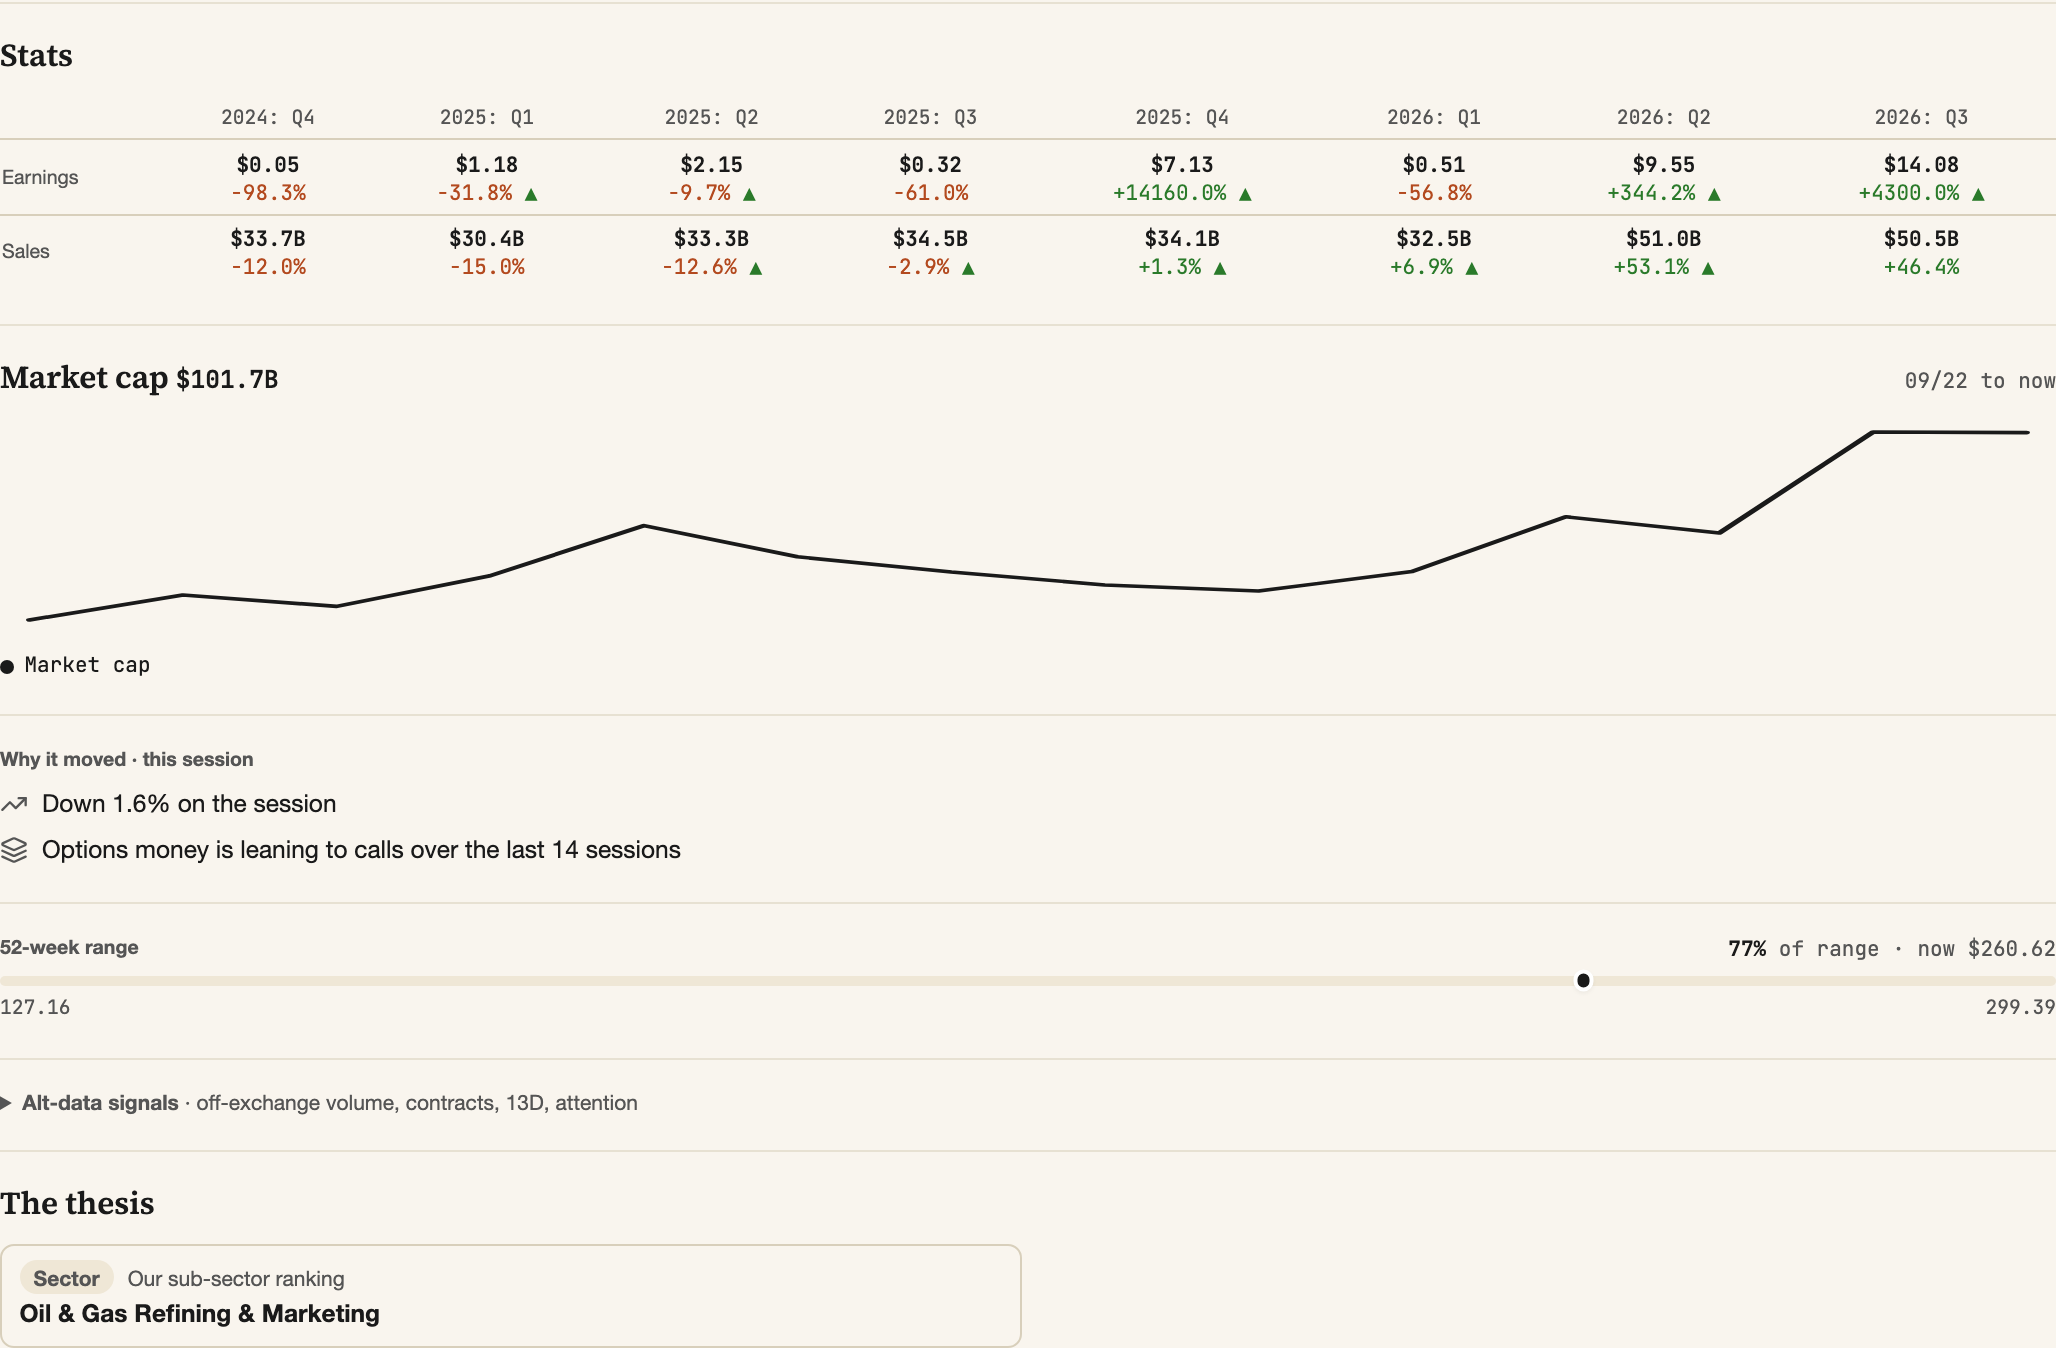 Stats
2024: Q4 2025: Q1 2025: Q2 2025: Q3 2025: Q4 2026: Q1 2026: Q2 2026: Q3
Earnings
$0.05 $1.18 $2.15 $0.32 $7.13 $0.51 $9.55 $14.08
-98.3% -31.8% ▲ -9.7% ▲ -61.0% +14160.0% ▲ -56.8% +344.2% ▲ +4300.0% ▲
Sales
$33.7B $30.4B $33.3B $34.5B $34.1B $32.5B $51.0B $50.5B
-12.0% -15.0% -12.6% ▲ -2.9% ▲ +1.3% ▲ +6.9% ▲ +53.1% ▲ +46.4%
Market cap $101.7B
09/22 to now
Market cap
Why it moved · this session
Down 1.6% on the session
Options money is leaning to calls over the last 14 sessions
52-week range
77% of range · now $260.62
127.16
299.39
Alt-data signals · off-exchange volume, contracts, 13D, attention
The thesis
Sector Our sub-sector ranking
Oil & Gas Refining & Marketing